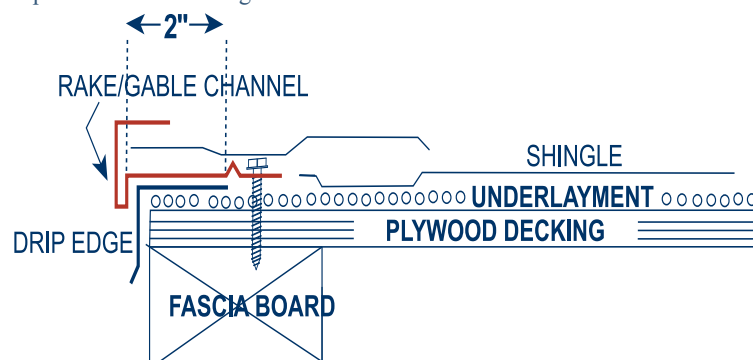 2"
RAKE/GABLE CHANNEL
SHINGLE
UNDERLAYMENT
PLYWOOD DECKING
DRIP EDGE
FASCIA BOARD